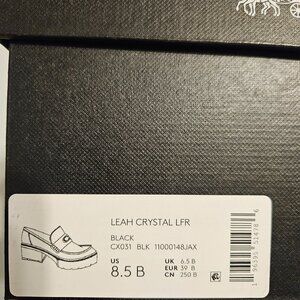 LEAH CRYSTAL LFR
BLACK
CX031 BLK 11000148JAX
US UK 6.5 B
8.5 B EUR 39 B
CN 250 B